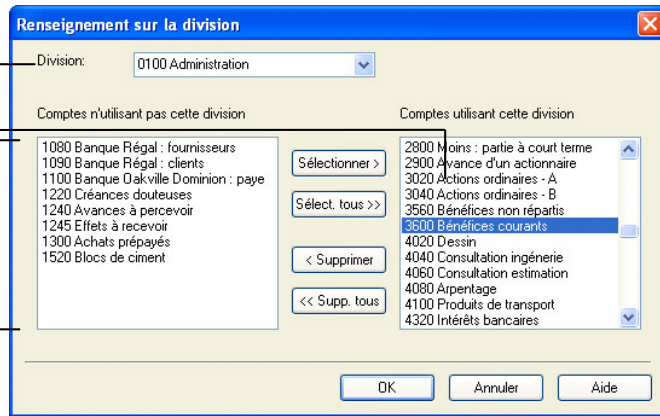 Renseignement sur la division
Division:
0100 Administration
Comptes n'utilisant pas cette division
1080 Banque Régal : fournisseurs
1090 Banque Régal : clients
1100 Banque Oakville Dominion : paye
1220 Créances douteuses
1240 Avances à percevoir
1245 Effets à recevoir
1300 Achats prépayés
1520 Blocs de ciment
Sélectionner >
Sélect. tous >>
< Supprimer
<< Supp. tous
Comptes utilisant cette division
2800 Moins : partie à court terme
2900 Avance d'un actionnaire
3020 Actions ordinaires - A
3040 Actions ordinaires - B
3560 Bénéfices non répartis
3600 Bénéfices courants
4020 Dessin
4040 Consultation ingénerie
4060 Consultation estimation
4080 Arpentage
4100 Produits de transport
4320 Intérêts bancaires
OK
Annuler
Aide